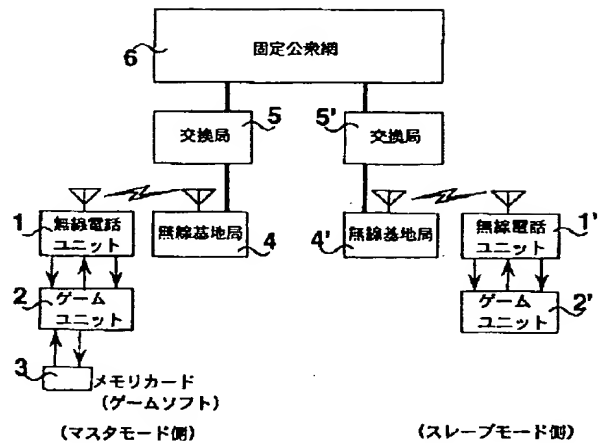 6
固定公衆網
5
交換局
5'
交換局
1
無線電話
ユニット
無線基地局
4
4'
無線基地局
無線電話
ユニット
1'
2
ゲーム
ユニット
ゲーム
ユニット
2'
3
メモリカード
(ゲームソフト)
(マスタモード側)
(スレーブモード側)